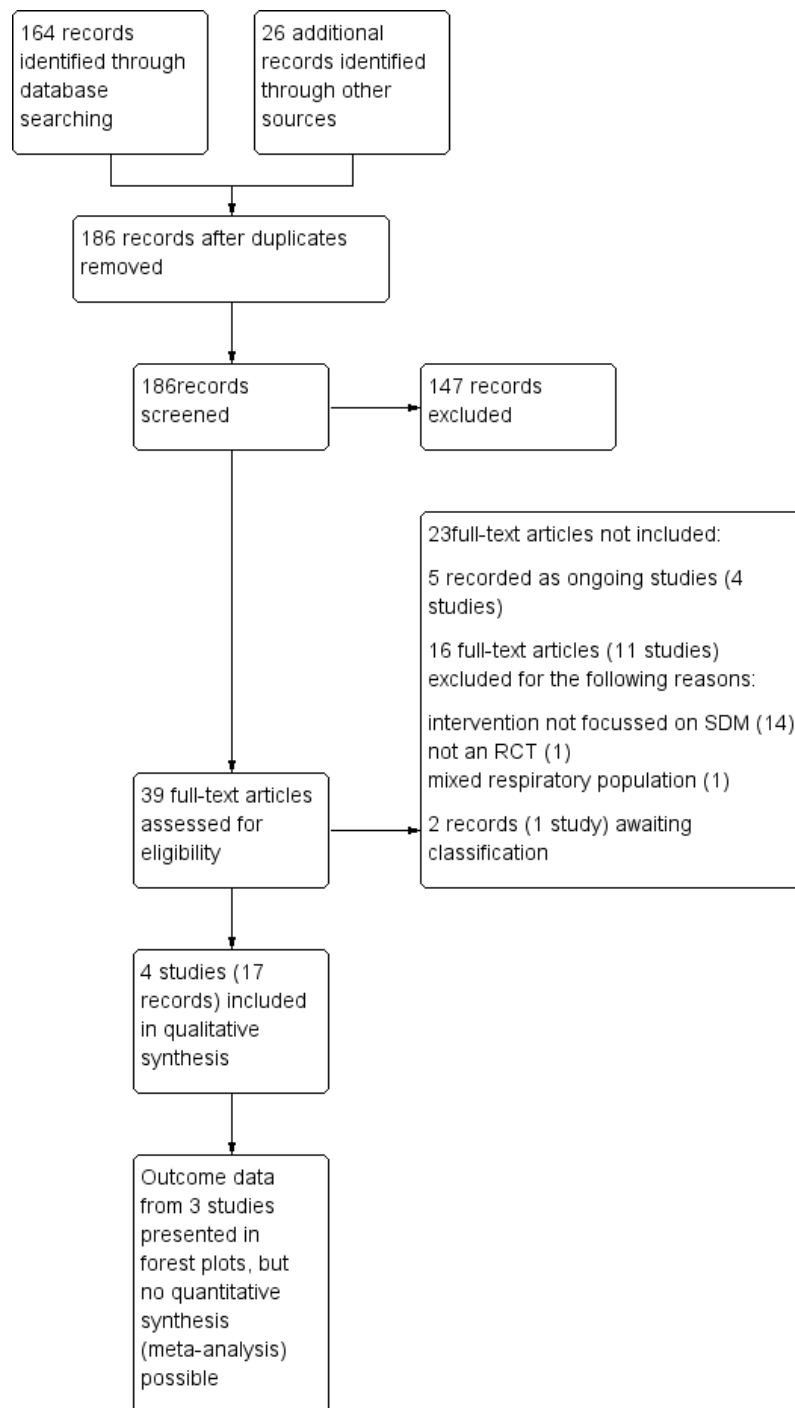 164 records
identified through
database
searching
26 additional
records identified
through other
sources
186 records after duplicates
removed
186records
screened
147 records
excluded
23full-text articles not included:
5 recorded as ongoing studies (4
studies)
16 full-text articles (11 studies)
excluded for the following reasons:
intervention not focussed on SDM (14)
not an RCT (1)
mixed respiratory population (1)
2 records (1 study) awaiting
classification
39 full-text articles
assessed for
eligibility
4 studies (17
records) included
in qualitative
synthesis
Outcome data
from 3 studies
presented in
forest plots, but
no quantitative
synthesis
(meta-analysis)
possible